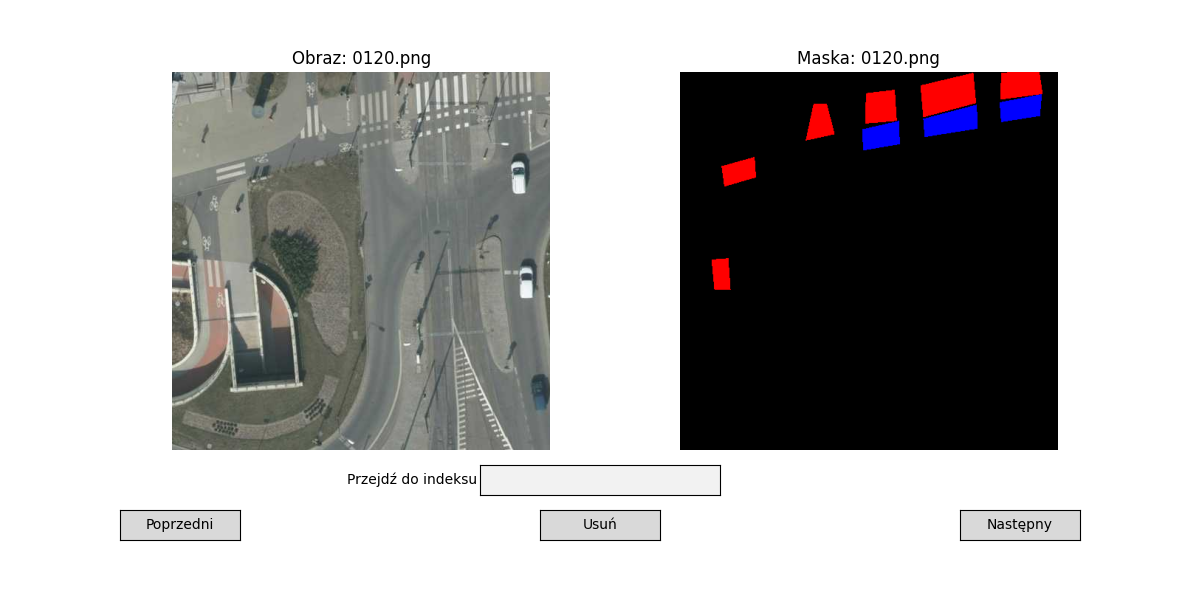 Obraz: 0120.png
Maska: 0120.png
Przejdź do indeksu
Poprzedni
Usuń
Następny